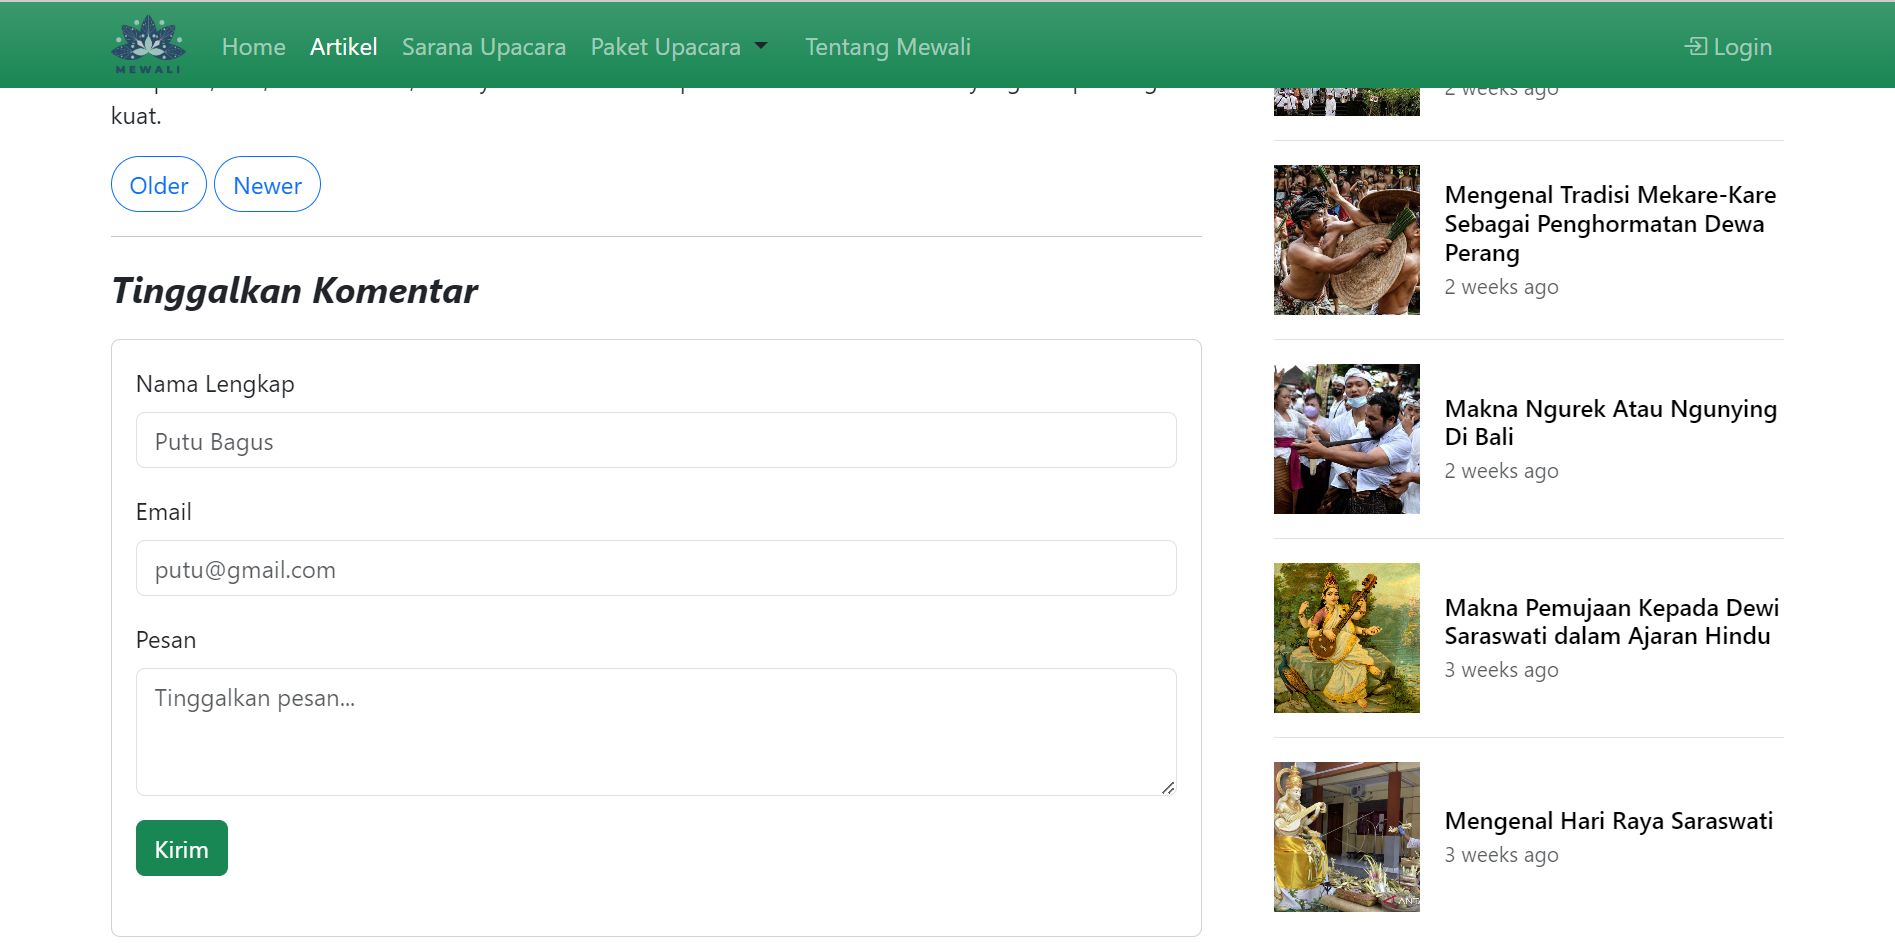 MEWALI
Home Artikel Sarana Upacara Paket Upacara Tentang Mewali Login
kuat.
Older Newer
Tinggalkan Komentar
Nama Lengkap
Putu Bagus
Email
putu@gmail.com
Pesan
Tinggalkan pesan...
Kirim
2 weeks ago
Mengenal Tradisi Mekare-Kare
Sebagai Penghormatan Dewa
Perang
2 weeks ago
Makna Ngurek Atau Ngunying
Di Bali
2 weeks ago
Makna Pemujaan Kepada Dewi
Saraswati dalam Ajaran Hindu
3 weeks ago
Mengenal Hari Raya Saraswati
3 weeks ago